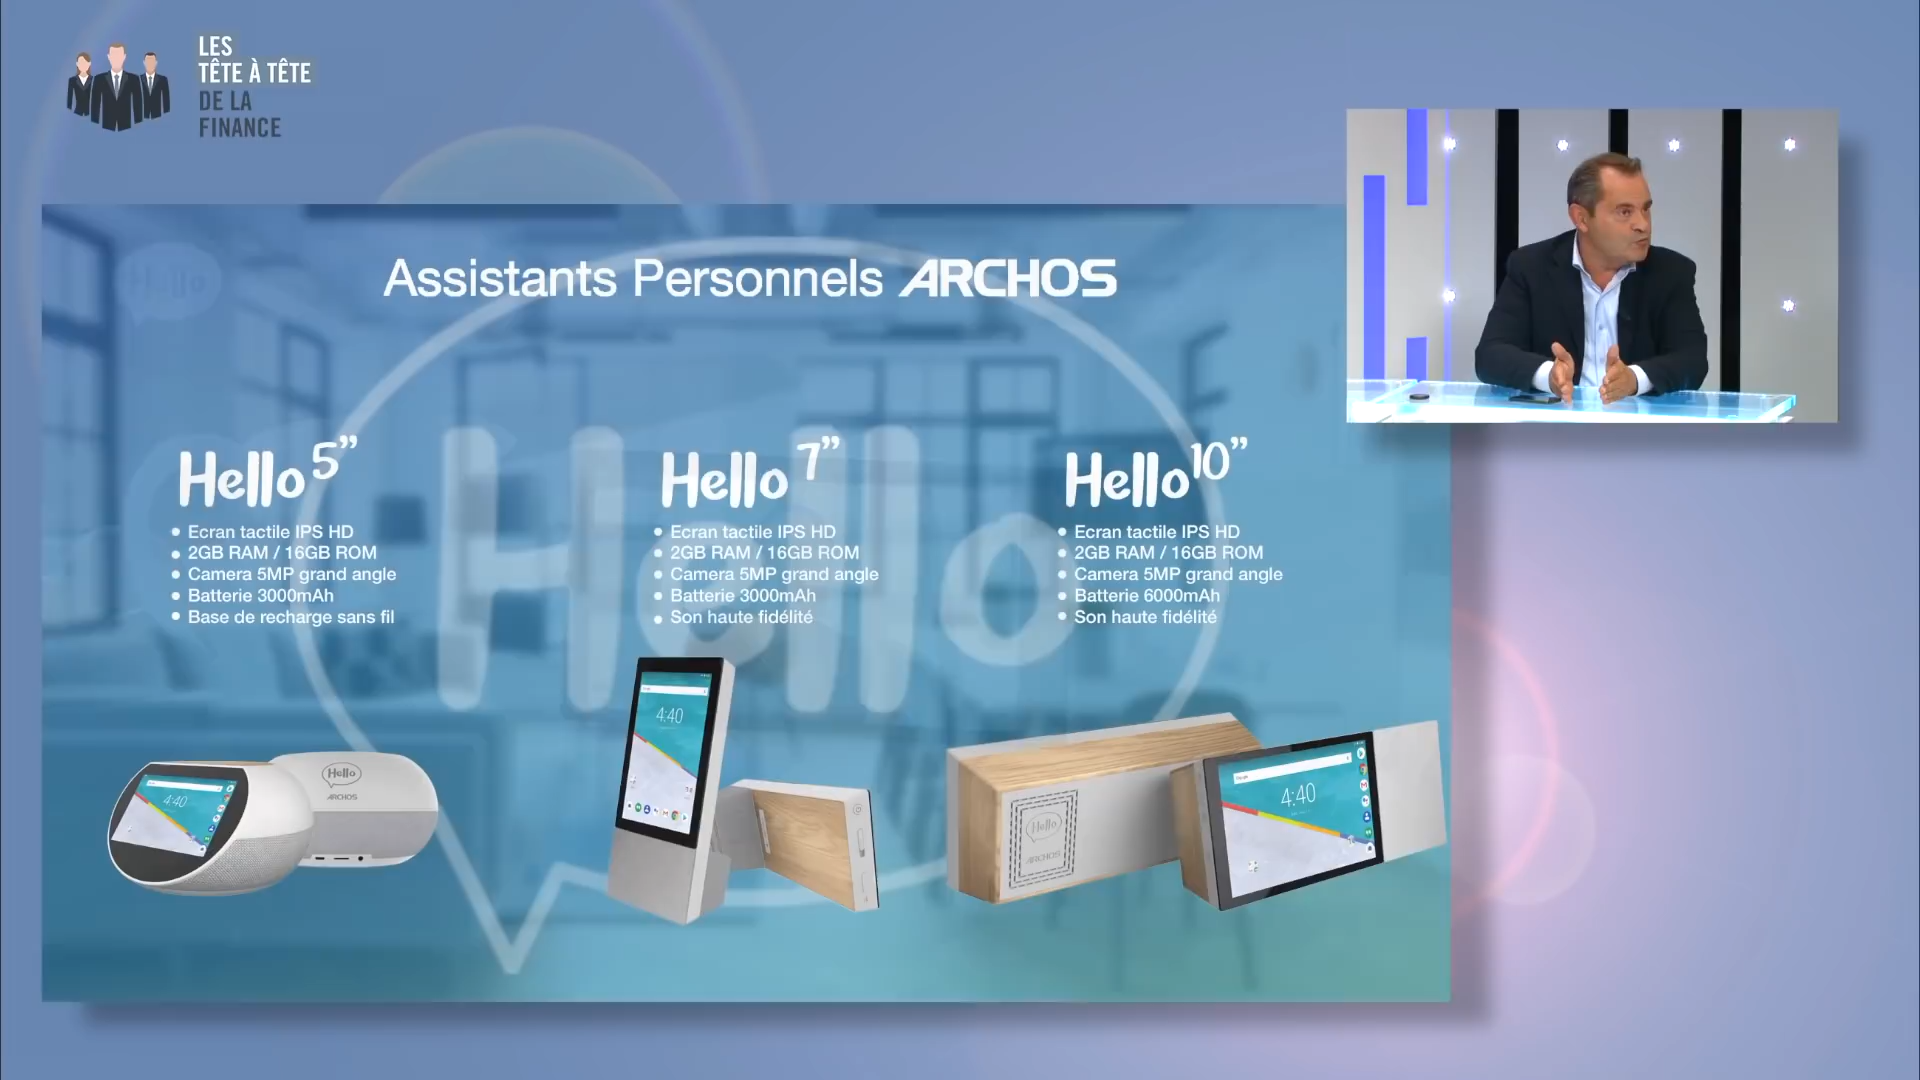 LES
TÊTE À TÊTE
DE LA
FINANCE
Assistants Personnels ARCHOS
Hello 5”
• Ecran tactile IPS HD
• 2GB RAM / 16GB ROM
• Camera 5MP grand angle
• Batterie 3000mAh
• Base de recharge sans fil
Hello 7”
• Ecran tactile IPS HD
• 2GB RAM / 16GB ROM
• Camera 5MP grand angle
• Batterie 3000mAh
• Son haute fidélité
Hello 10”
• Ecran tactile IPS HD
• 2GB RAM / 16GB ROM
• Camera 5MP grand angle
• Batterie 6000mAh
• Son haute fidélité
Hello
Hello
4:40
Hello
ARCHOS
4:40
Hello
ARCHOS
4:40